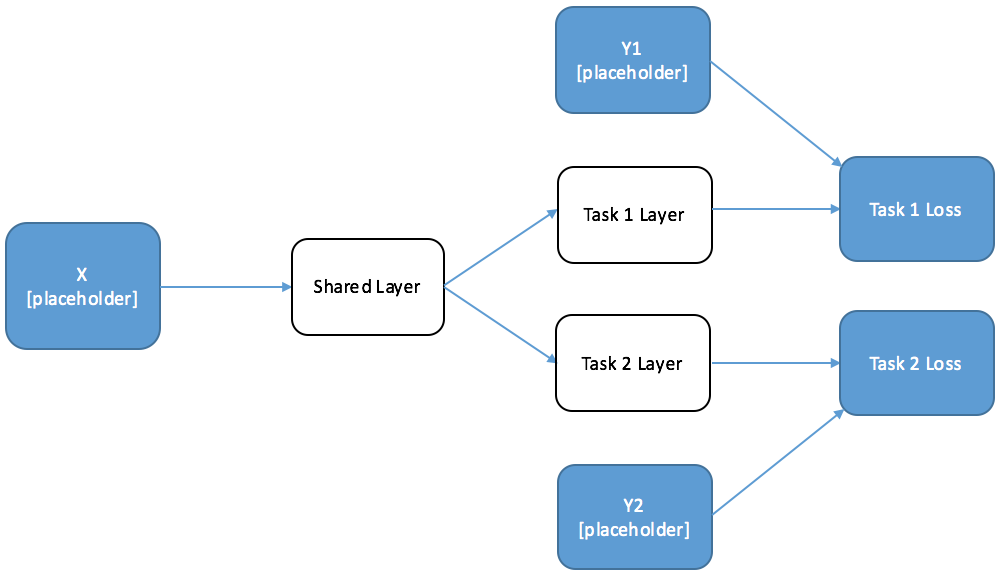 Y1
[placeholder]
Task 1 Layer
Task 1 Loss
X
[placeholder]
Shared Layer
Task 2 Layer
Task 2 Loss
Y2
[placeholder]